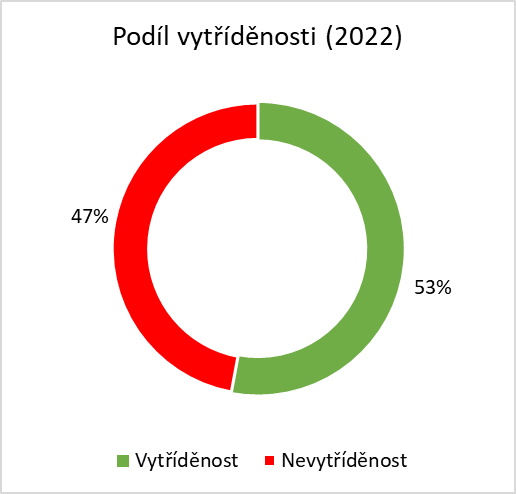 Podíl vytříděnosti (2022)
47%
53%
Vytříděnost
Nevytříděnost